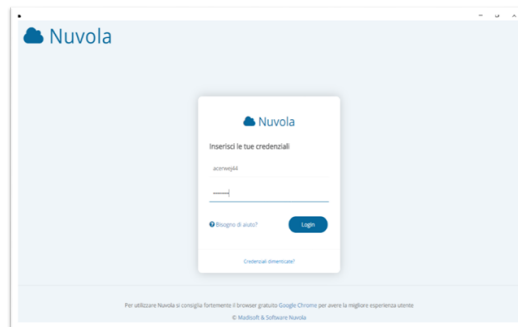 Nuvola
Nuvola
Inserisci le tue credenziali
Bisogno di aiuto?
Login
Credenziali dimenticate?
Per utilizzare Nuvola si consiglia fortemente il browser gratuito Google Chrome per avere la migliore esperienza utente
© Madisoft & Software Nuvola